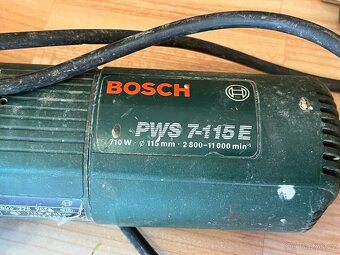 BOSCH
PWS 7-115 E
710 W · ø 115 mm · 2 800-11 000 min⁻¹